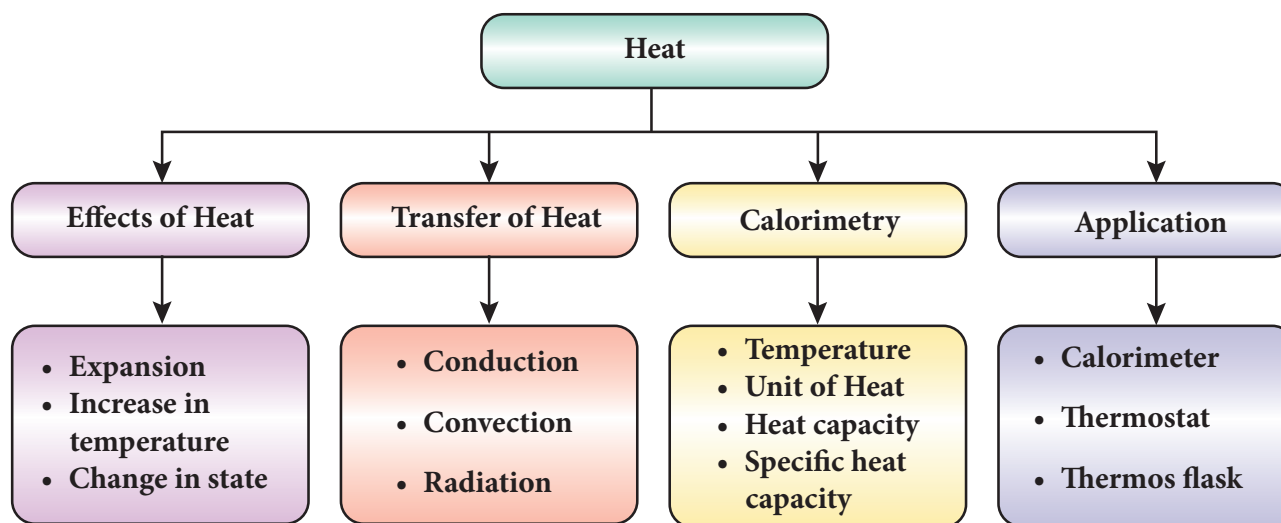 Heat
Effects of Heat
Transfer of Heat
Calorimetry
Application
• Expansion
• Increase in
temperature
• Change in state
• Conduction
• Convection
• Radiation
• Temperature
• Unit of Heat
• Heat capacity
• Specific heat
capacity
• Calorimeter
• Thermostat
• Thermos flask